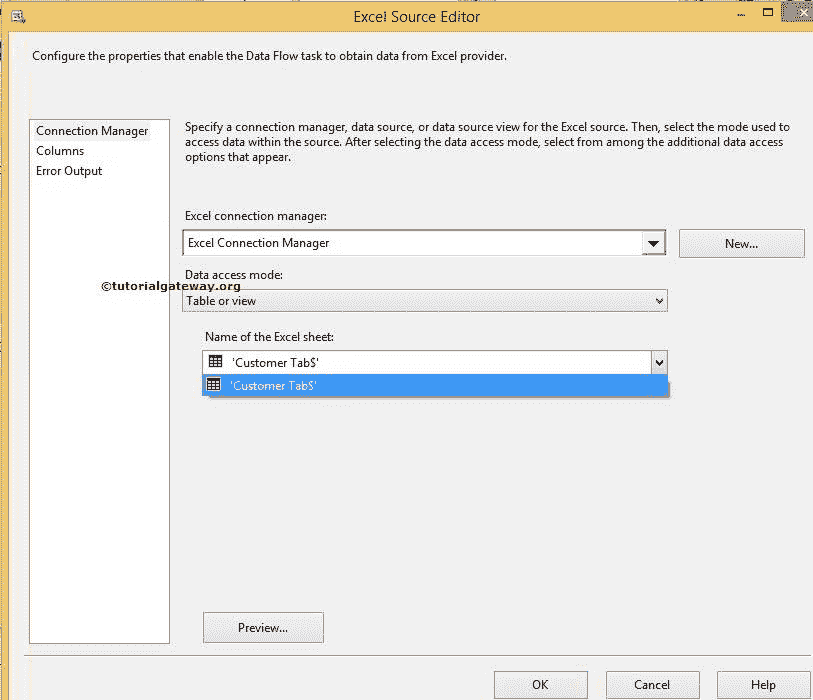 Excel Source Editor
Configure the properties that enable the Data Flow task to obtain data from Excel provider.
Connection Manager
Columns
Error Output
Specify a connection manager, data source, or data source view for the Excel source. Then, select the mode used to
access data within the source. After selecting the data access mode, select from among the additional data access
options that appear.
Excel connection manager:
Excel Connection Manager
New...
Data access mode:
©tutorialgateway.org
Table or view
Name of the Excel sheet:
'Customer Tab$'
'Customer Tab$'
Preview...
OK
Cancel
Help